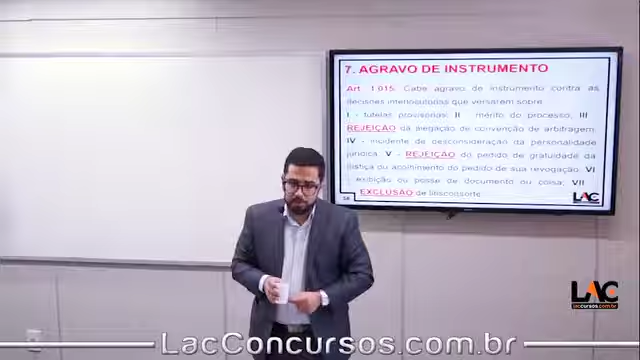 7. AGRAVO DE INSTRUMENTO
Art. 1.015. Cabe agravo de instrumento contra as
decisões interlocutórias que versarem sobre:
I - tutelas provisórias; II - mérito do processo; III -
REJEIÇÃO da alegação de convenção de arbitragem;
IV - incidente de desconsideração da personalidade
jurídica; V - REJEIÇÃO do pedido de gratuidade da
justiça ou acolhimento do pedido de sua revogação; VI
- exibição ou posse de documento ou coisa; VII -
EXCLUSÃO de litisconsorte
LAC
LAC
laccursos.com.br
LacConcursos.com.br